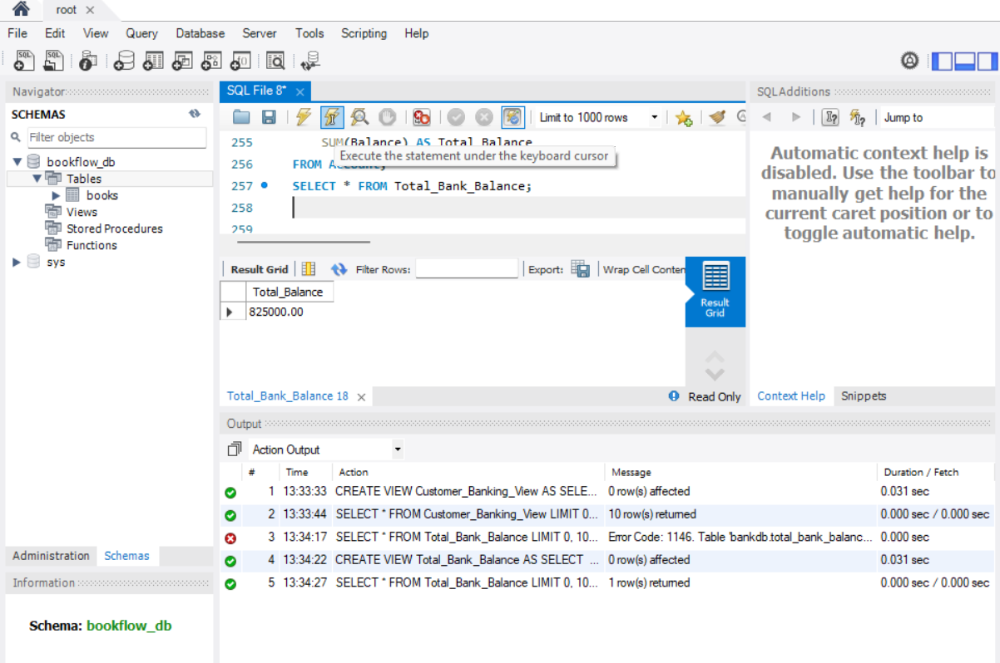 root ×
File Edit View Query Database Server Tools Scripting Help
Navigator
SCHEMAS
Filter objects
bookflow_db
Tables
books
Views
Stored Procedures
Functions
sys
Administration Schemas
Information
Schema: bookflow_db
SQL File 8* ×
Limit to 1000 rows
255 SUM(Balance) AS Total_Balance
Execute the statement under the keyboard cursor
256 FROM
257 SELECT * FROM Total_Bank_Balance;
258
259
Result Grid Filter Rows: Export: Wrap Cell Conten
Total_Balance
825000.00
Result
Grid
Total_Bank_Balance 18 × Read Only
SQLAdditions
Jump to
Automatic context help is
disabled. Use the toolbar to
manually get help for the
current caret position or to
toggle automatic help.
Context Help Snippets
Output
Action Output
# Time Action Message Duration / Fetch
1 13:33:33 CREATE VIEW Customer_Banking_View AS SELE... 0 row(s) affected 0.031 sec
2 13:33:44 SELECT * FROM Customer_Banking_View LIMIT 0... 10 row(s) returned 0.000 sec / 0.000 sec
3 13:34:17 SELECT * FROM Total_Bank_Balance LIMIT 0, 10... Error Code: 1146. Table 'bankdb.total_bank_balanc... 0.000 sec
4 13:34:22 CREATE VIEW Total_Bank_Balance AS SELECT ... 0 row(s) affected 0.031 sec
5 13:34:27 SELECT * FROM Total_Bank_Balance LIMIT 0, 10... 1 row(s) returned 0.000 sec / 0.000 sec